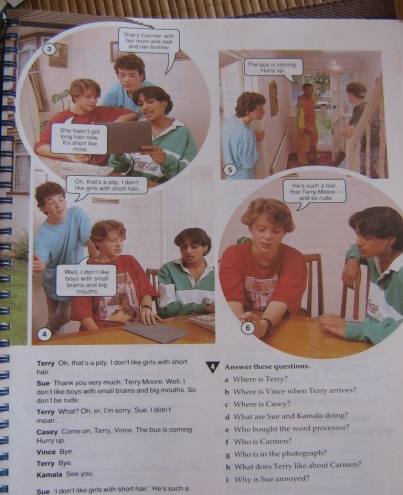 3
That's Carmen with
her mum and dad
and her brother.
She hasn't got
long hair now.
It's short like
mine.
The bus is coming.
Hurry up.
5
Oh, that's a pity. I don't
like girls with short hair.
Well, I don't like
boys with small
brains and big
mouths.
4
He's such a fool,
that Terry Moore –
and so rude.
6
Terry Oh, that's a pity. I don't like girls with short
hair.
Sue Thank you very much, Terry Moore. Well, I
don't like boys with small brains and big mouths. So
don't be rude.
Terry What? Oh, er, I'm sorry, Sue. I didn't
mean . . .
Casey Come on, Terry, Vince. The bus is coming.
Hurry up.
Vince Bye.
Terry Bye.
Kamala See you.
Sue 'I don't like girls with short hair.' He's such a
4 Answer these questions.
a Where is Terry?
b Where is Vince when Terry arrives?
c Where is Casey?
d What are Sue and Kamala doing?
e Who bought the word processor?
f Who is Carmen?
g Who is in the photograph?
h What does Terry like about Carmen?
i Why is Sue annoyed?